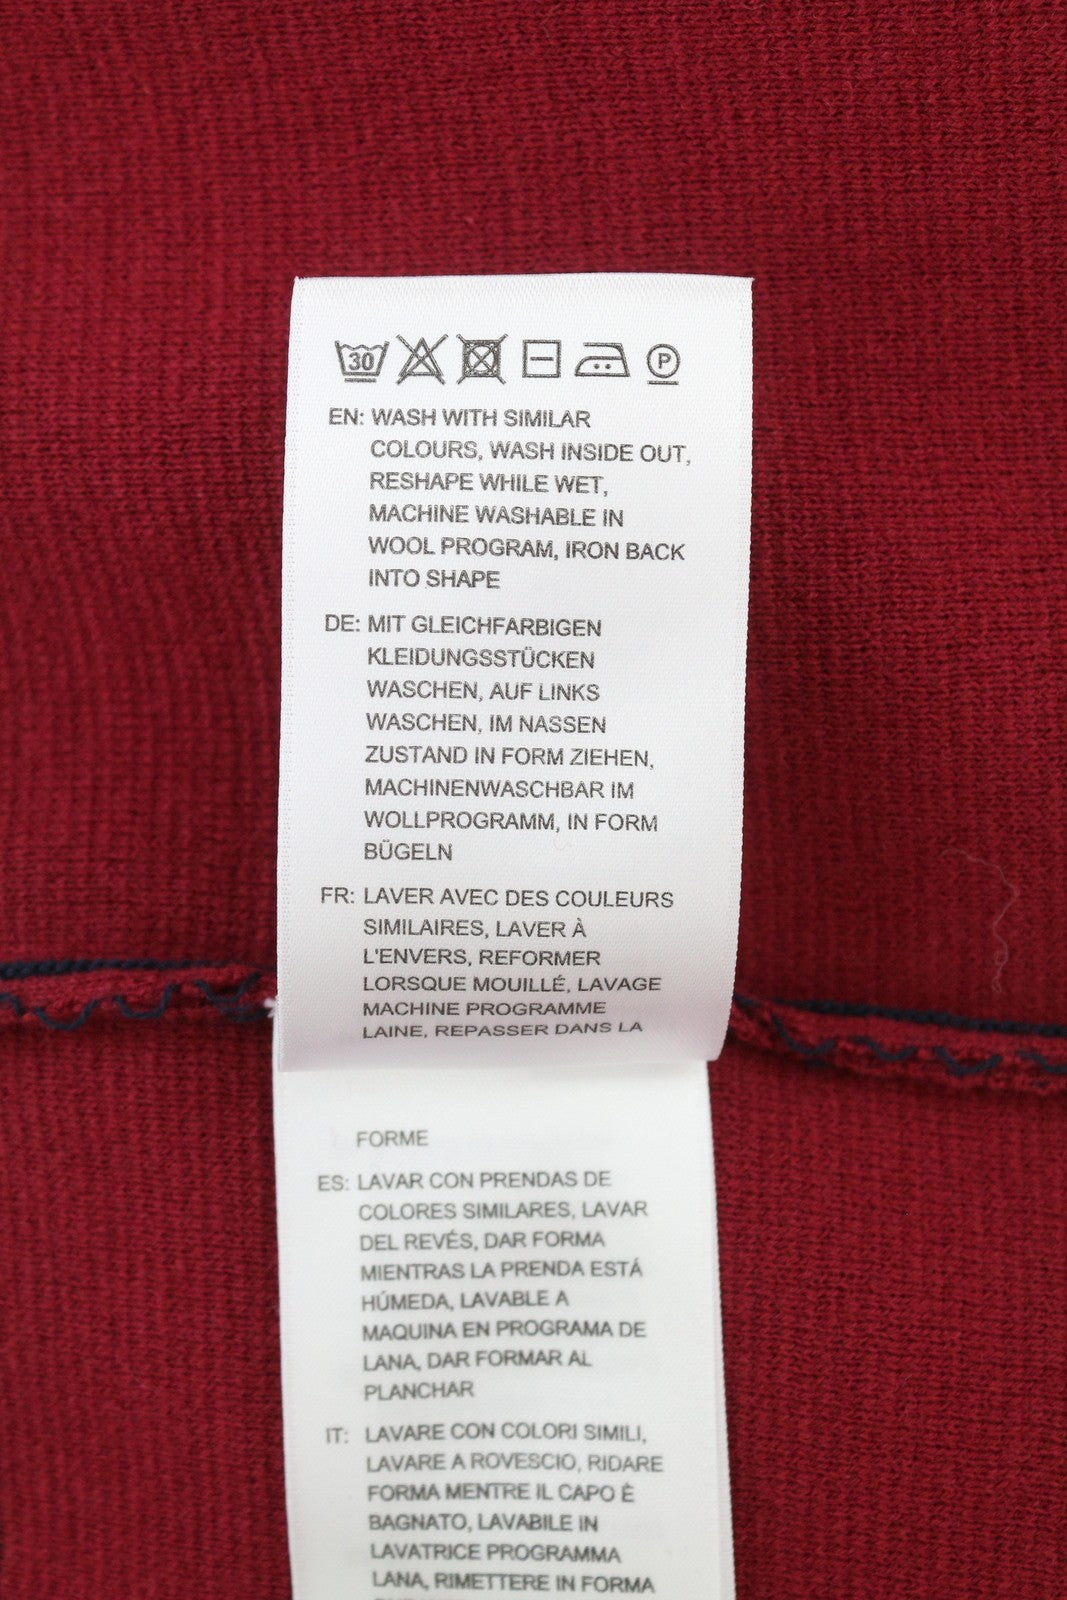 30 P
EN: WASH WITH SIMILAR
COLOURS, WASH INSIDE OUT,
RESHAPE WHILE WET,
MACHINE WASHABLE IN
WOOL PROGRAM, IRON BACK
INTO SHAPE
DE: MIT GLEICHFARBIGEN
KLEIDUNGSSTÜCKEN
WASCHEN, AUF LINKS
WASCHEN, IM NASSEN
ZUSTAND IN FORM ZIEHEN,
MACHINENWASCHBAR IM
WOLLPROGRAMM, IN FORM
BÜGELN
FR: LAVER AVEC DES COULEURS
SIMILAIRES, LAVER À
L'ENVERS, REFORMER
LORSQUE MOUILLÉ, LAVAGE
MACHINE PROGRAMME
LAINE, REPASSER DANS LA
FORME
ES: LAVAR CON PRENDAS DE
COLORES SIMILARES, LAVAR
DEL REVÉS, DAR FORMA
MIENTRAS LA PRENDA ESTÁ
HÚMEDA, LAVABLE A
MAQUINA EN PROGRAMA DE
LANA, DAR FORMAR AL
PLANCHAR
IT: LAVARE CON COLORI SIMILI,
LAVARE A ROVESCIO, RIDARE
FORMA MENTRE IL CAPO È
BAGNATO, LAVABILE IN
LAVATRICE PROGRAMMA
LANA, RIMETTERE IN FORMA